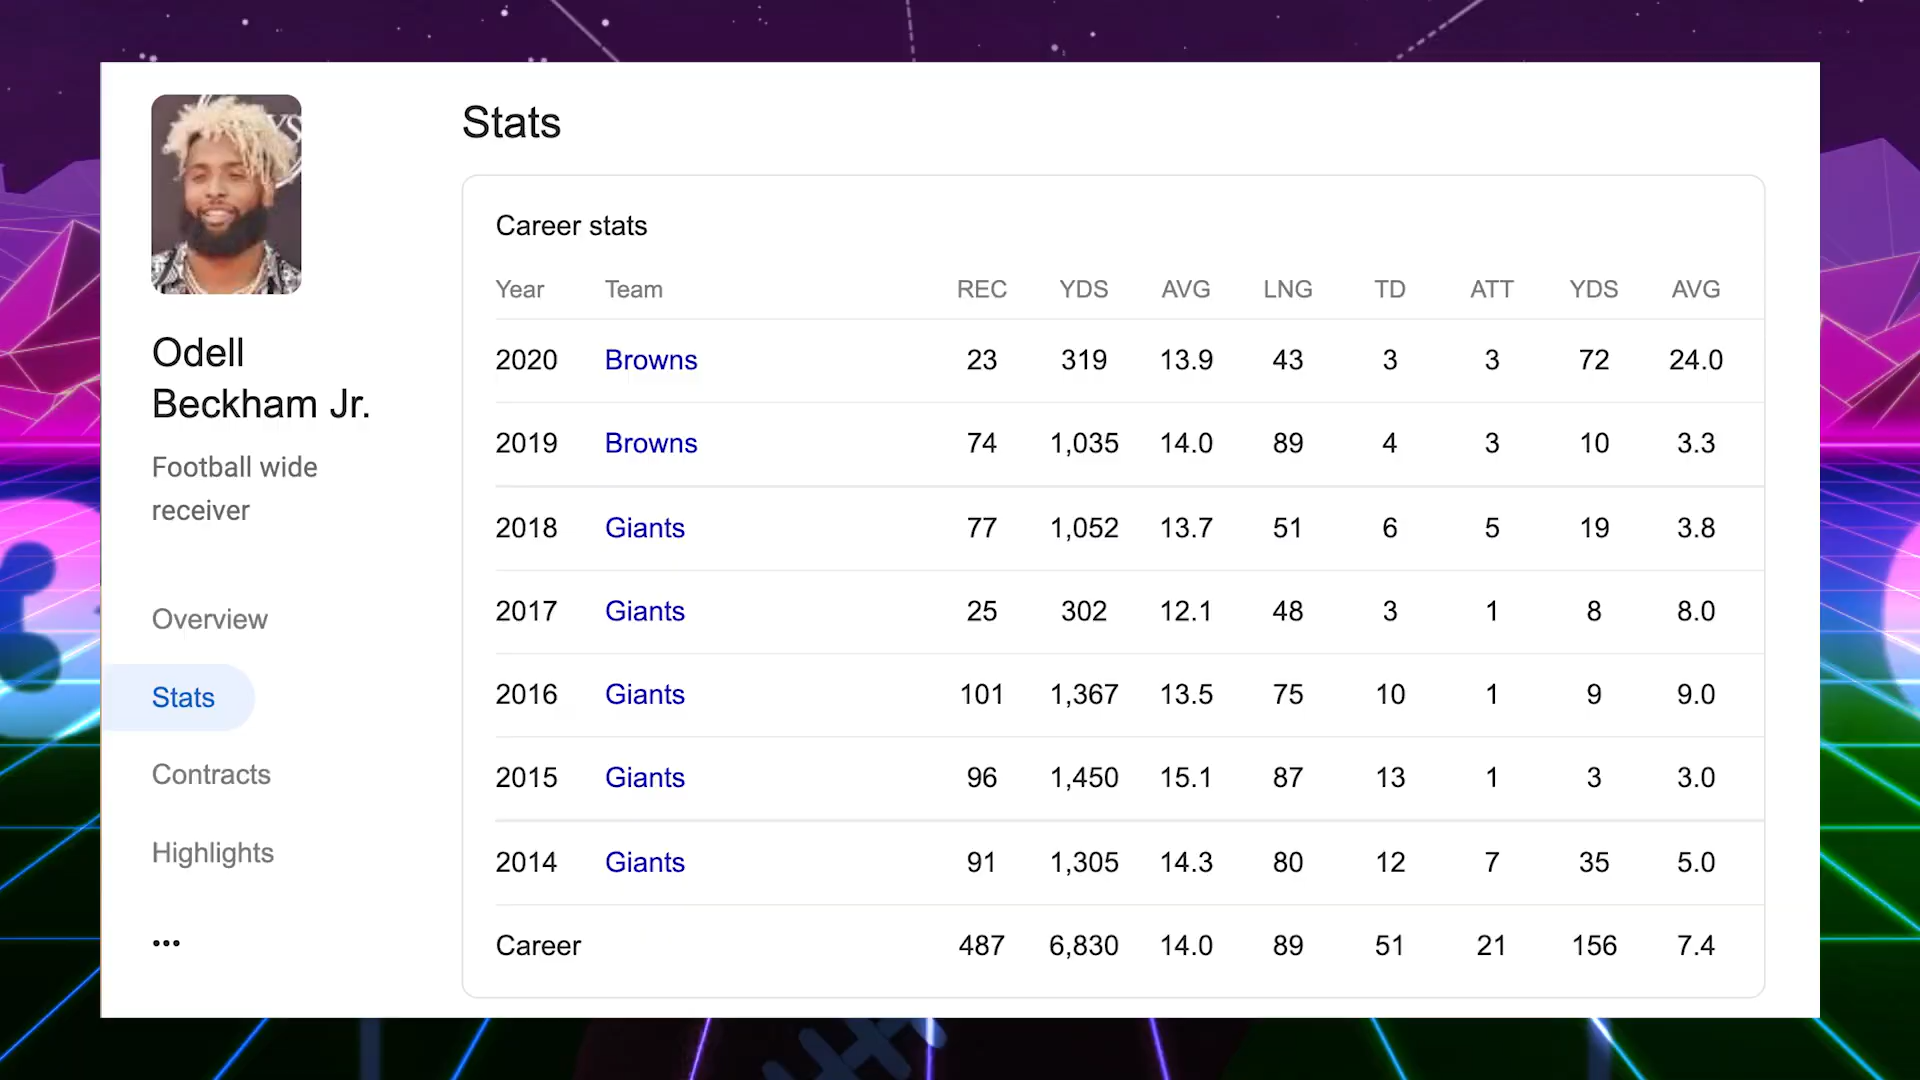 Odell
Beckham Jr.
Football wide
receiver
Overview
Stats
Contracts
Highlights
Stats
Career stats
Year Team REC YDS AVG LNG TD ATT YDS AVG
2020 Browns 23 319 13.9 43 3 3 72 24.0
2019 Browns 74 1,035 14.0 89 4 3 10 3.3
2018 Giants 77 1,052 13.7 51 6 5 19 3.8
2017 Giants 25 302 12.1 48 3 1 8 8.0
2016 Giants 101 1,367 13.5 75 10 1 9 9.0
2015 Giants 96 1,450 15.1 87 13 1 3 3.0
2014 Giants 91 1,305 14.3 80 12 7 35 5.0
Career 487 6,830 14.0 89 51 21 156 7.4